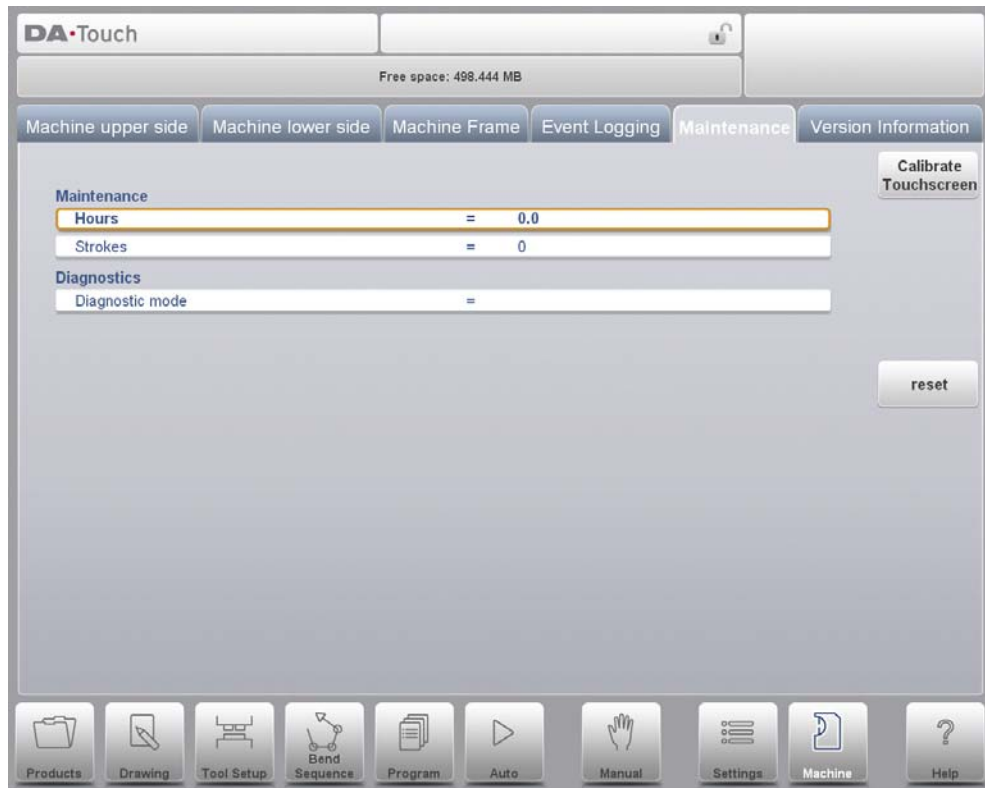 DA•Touch
Free space: 498.444 MB
Machine upper side Machine lower side Machine Frame Event Logging Maintenance Version Information
Calibrate
Touchscreen
Maintenance
Hours = 0.0
Strokes = 0
Diagnostics
Diagnostic mode =
reset
Products Drawing Tool Setup Bend Sequence Program Auto Manual Settings Machine Help